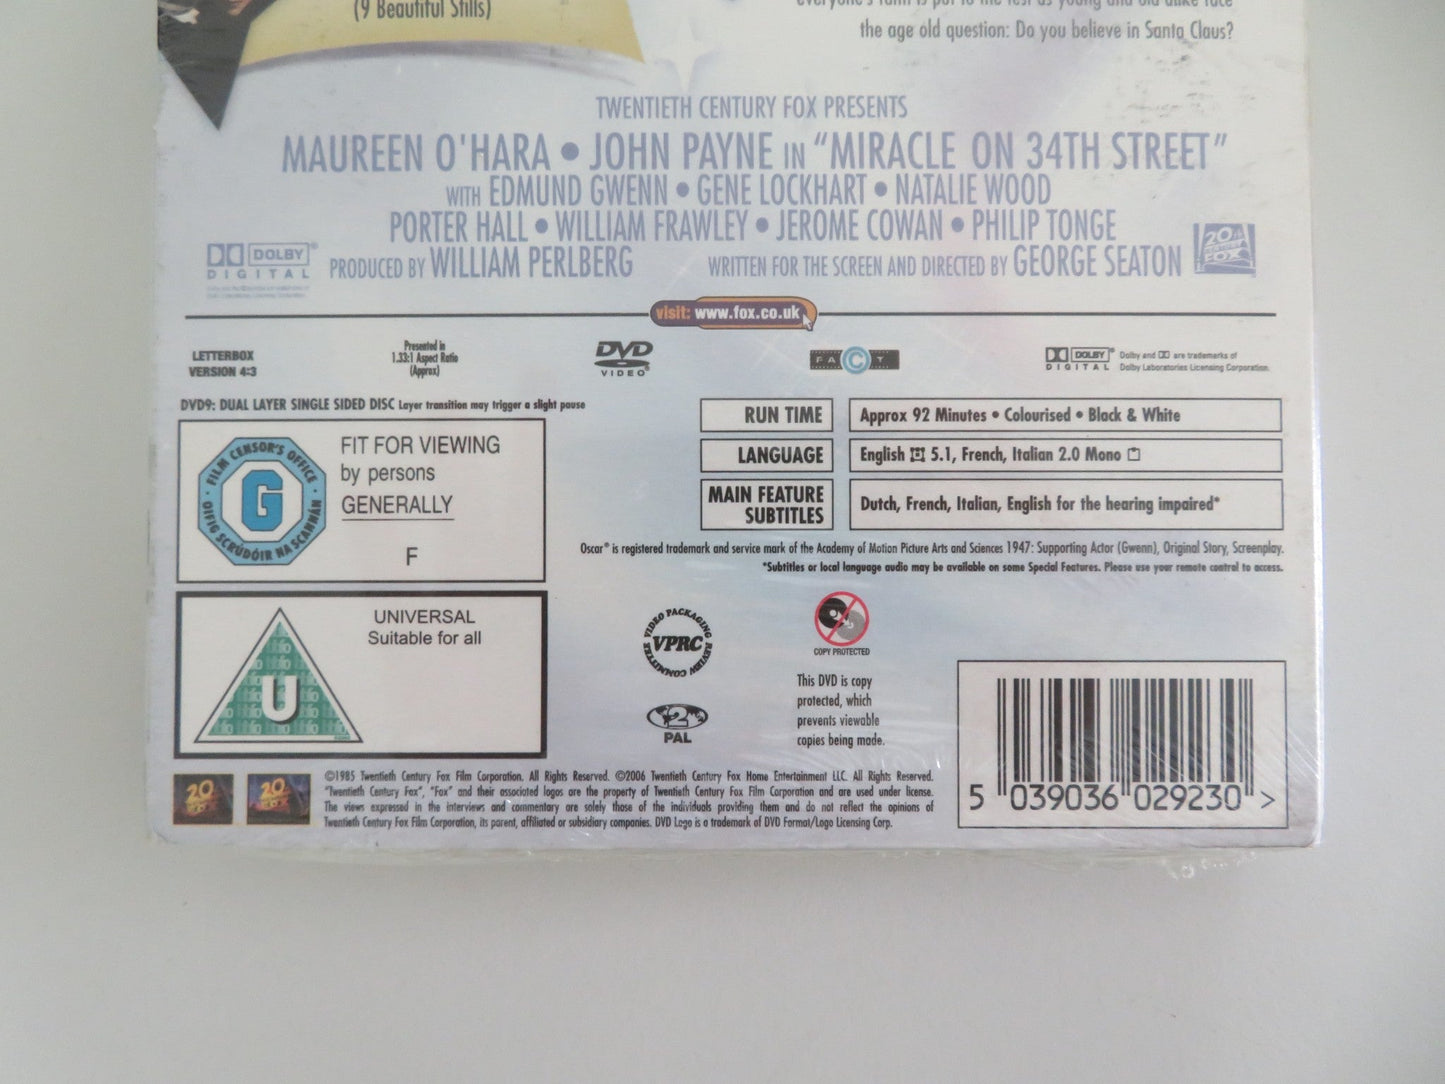 (9 Beautiful Stills)
everyone's faith is put to the test as young and old alike face
the age old question: Do you believe in Santa Claus?
TWENTIETH CENTURY FOX PRESENTS
MAUREEN O'HARA • JOHN PAYNE IN "MIRACLE ON 34TH STREET"
WITH EDMUND GWENN • GENE LOCKHART • NATALIE WOOD
PORTER HALL • WILLIAM FRAWLEY • JEROME COWAN • PHILIP TONGE
DOLBY
DIGITAL
PRODUCED BY WILLIAM PERLBERG WRITTEN FOR THE SCREEN AND DIRECTED BY GEORGE SEATON
20TH CENTURY FOX
visit: www.fox.co.uk
LETTERBOX
VERSION 4:3
Presented in
1.33:1 Aspect Ratio
(Approx)
DVD
VIDEO
FACT
DOLBY
DIGITAL
Dolby and are trademarks of
Dolby Laboratories Licensing Corporation.
DVD9: DUAL LAYER SINGLE SIDED DISC Layer transition may trigger a slight pause
FILM CENSOR'S OFFICE
OIFIG SCRÚDÓIR NA SCANNÁN
G
FIT FOR VIEWING
by persons
GENERALLY
F
RUN TIME Approx 92 Minutes • Colourised • Black & White
LANGUAGE English 5.1, French, Italian 2.0 Mono
MAIN FEATURE
SUBTITLES
Dutch, French, Italian, English for the hearing impaired*
Oscar® is registered trademark and service mark of the Academy of Motion Picture Arts and Sciences 1947: Supporting Actor (Gwenn), Original Story, Screenplay.
*Subtitles or local language audio may be available on some Special Features. Please use your remote control to access.
U
UNIVERSAL
Suitable for all
VIDEO PACKAGING REVIEW COMMITTEE
VPRC
2
PAL
COPY PROTECTED
This DVD is copy
protected, which
prevents viewable
copies being made.
5 039036 029230 >
20
20
FOX
©1985 Twentieth Century Fox Film Corporation. All Rights Reserved. ©2006 Twentieth Century Fox Home Entertainment LLC. All Rights Reserved.
"Twentieth Century Fox", "Fox" and their associated logos are the property of Twentieth Century Fox Film Corporation and are used under license.
The views expressed in the interviews and commentary are solely those of the individuals providing them and do not reflect the opinions of
Twentieth Century Fox Film Corporation, its parent, affiliated or subsidiary companies. DVD Logo is a trademark of DVD Format/Logo Licensing Corp.